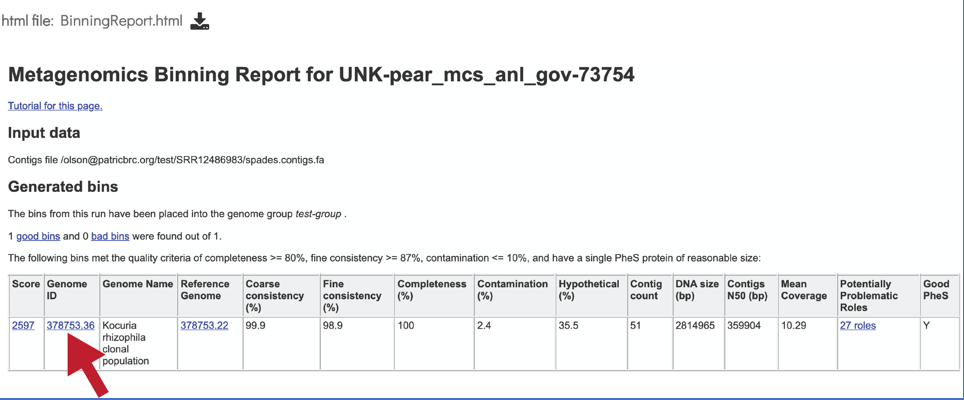 html file: BinningReport.html
Metagenomics Binning Report for UNK-pear_mcs_anl_gov-73754
Tutorial for this page.
Input data
Contigs file /olson@patricbrc.org/test/SRR12486983/spades.contigs.fa
Generated bins
The bins from this run have been placed into the genome group test-group .
1 good bins and 0 bad bins were found out of 1.
The following bins met the quality criteria of completeness >= 80%, fine consistency >= 87%, contamination <= 10%, and have a single PheS protein of reasonable size:
Score Genome ID Genome Name Reference Genome Coarse consistency (%) Fine consistency (%) Completeness (%) Contamination (%) Hypothetical (%) Contig count DNA size (bp) Contigs N50 (bp) Mean Coverage Potentially Problematic Roles Good PheS
2597 378753.36 Kocuria rhizophila clonal population 378753.22 99.9 98.9 100 2.4 35.5 51 2814965 359904 10.29 27 roles Y